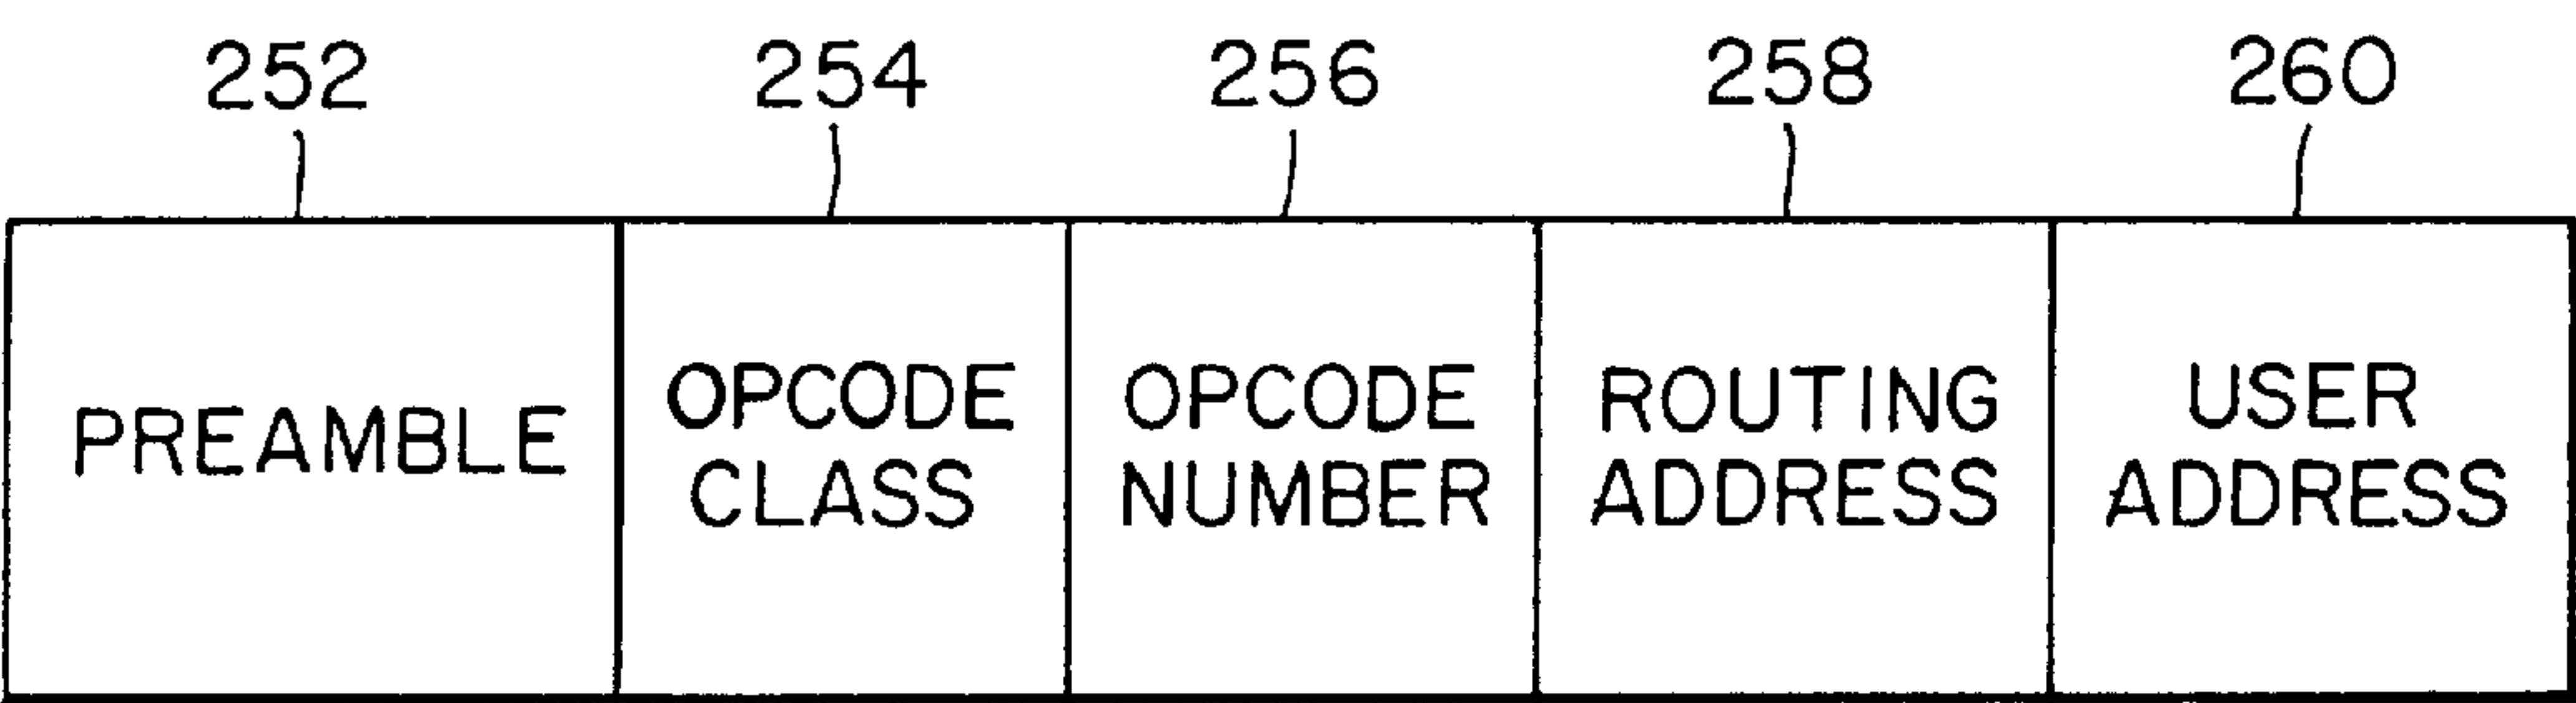 252 254 256 258 260
PREAMBLE
OPCODE
CLASS
OPCODE
NUMBER
ROUTING
ADDRESS
USER
ADDRESS